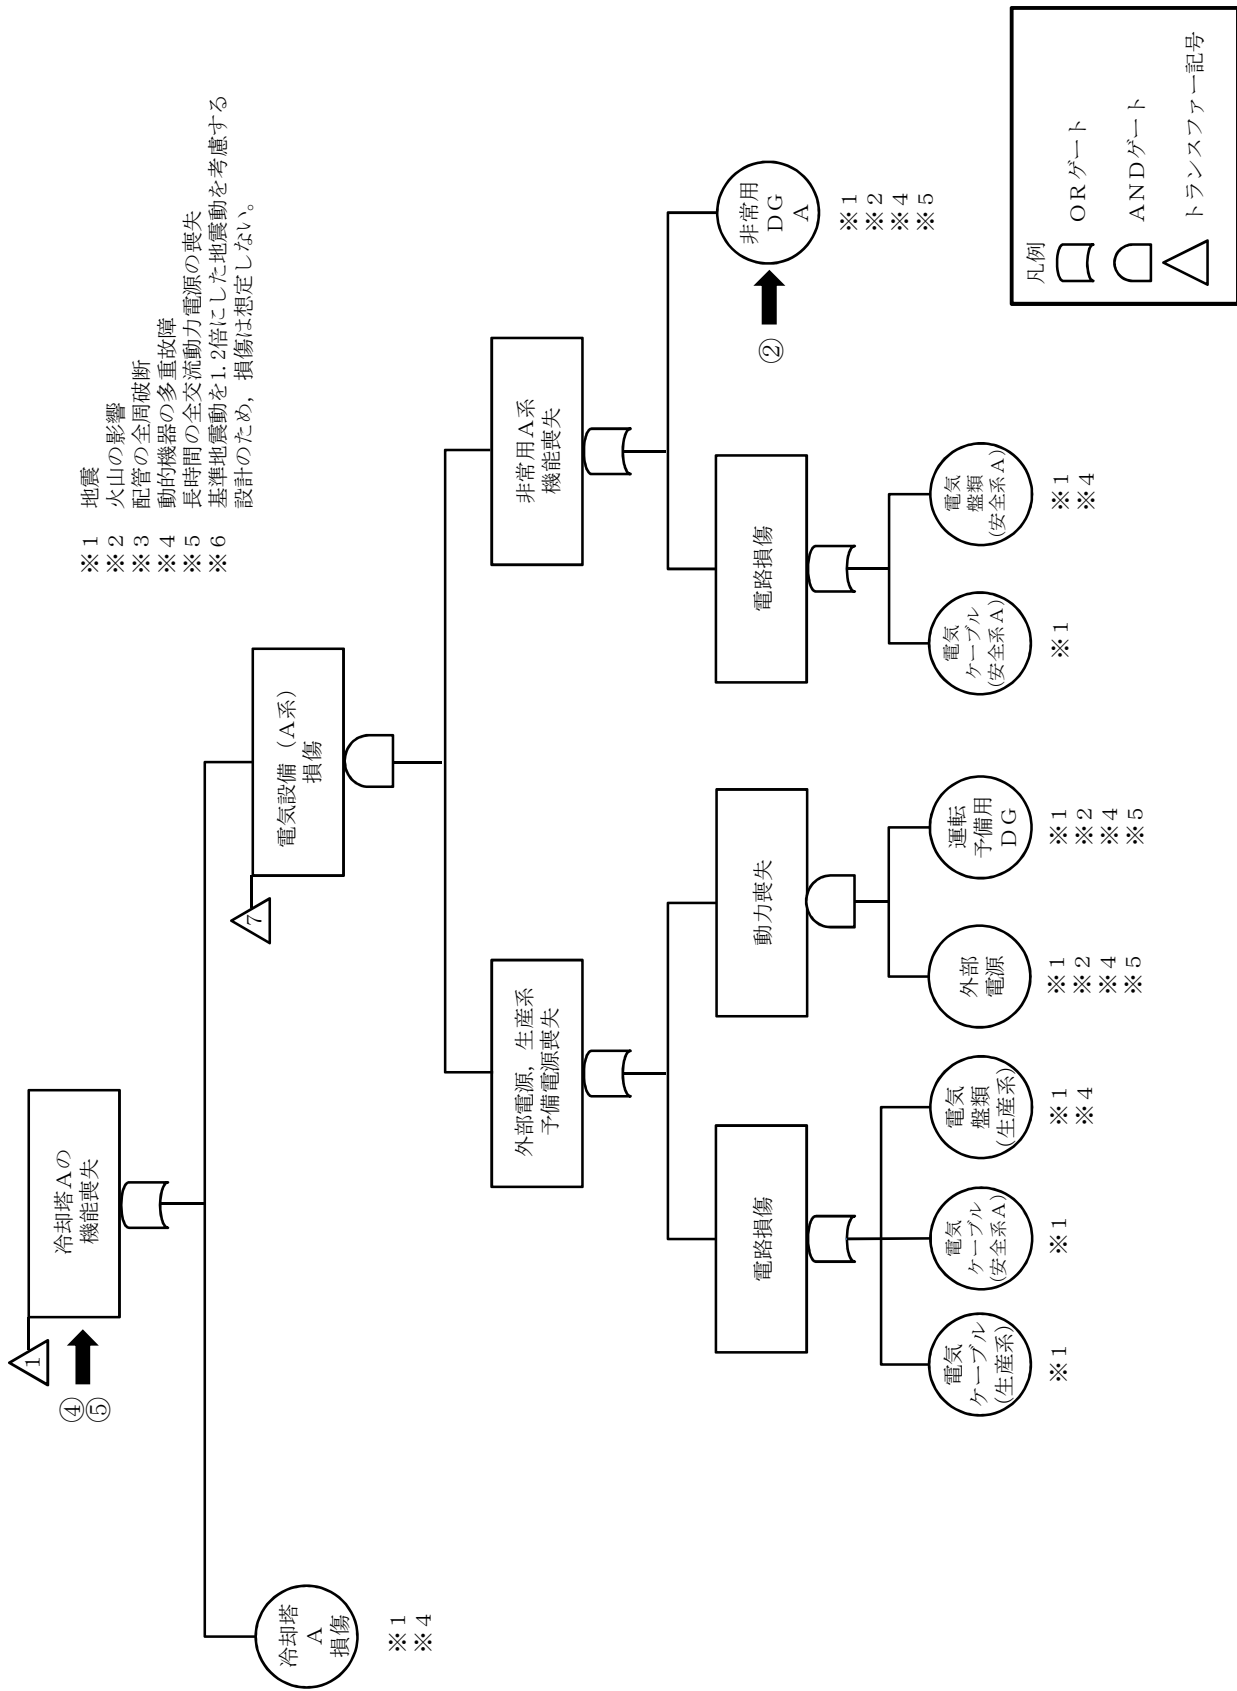 ※１　地震
※２　火山の影響
※３　配管の全周破断
※４　動的機器の多重故障
※５　長時間の全交流動力電源の喪失
※６　基準地震動を1.2倍にした地震動を考慮する
設計のため，損傷は想定しない。
1
④
⑤
冷却塔Ａの
機能喪失
冷却塔
Ａ
損傷
※１
※４
7
電気設備（Ａ系）
損傷
外部電源，生産系
予備電源喪失
非常用Ａ系
機能喪失
電路損傷
動力喪失
電路損傷
②
非常用
ＤＧ
Ａ
※１
※２
※４
※５
電気
ケーブル
(生産系)
※１
電気
ケーブル
(安全系Ａ)
※１
電気
盤類
(生産系)
※１
※４
外部
電源
※１
※２
※４
※５
運転
予備用
ＤＧ
※１
※２
※４
※５
電気
ケーブル
(安全系Ａ)
※１
電気
盤類
(安全系Ａ)
※１
※４
凡例
ＯＲゲート
ＡＮＤゲート
トランスファー記号